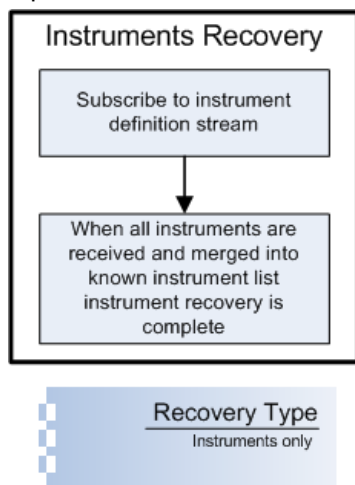 Instruments Recovery
Subscribe to instrument
definition stream
When all instruments are
received and merged into
known instrument list
instrument recovery is
complete
Recovery Type
Instruments only